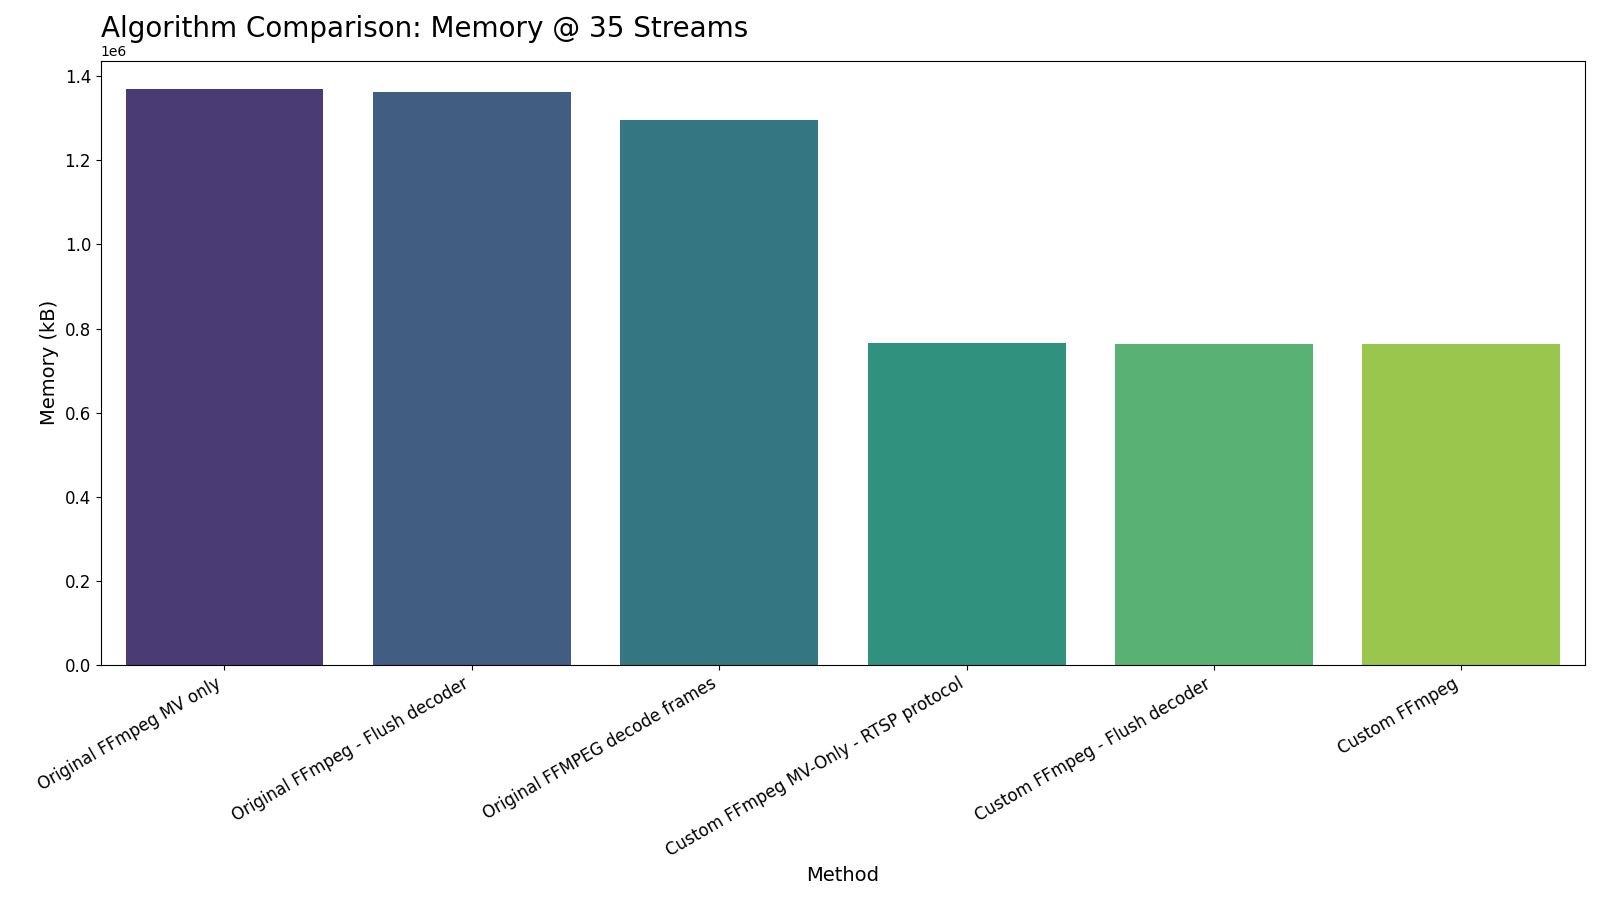 Algorithm Comparison: Memory @ 35 Streams
1e6
1.4
1.2
1.0
0.8
0.6
0.4
0.2
0.0
Memory (kB)
Original FFmpeg MV only
Original FFmpeg - Flush decoder
Original FFMPEG decode frames
Custom FFmpeg MV-Only - RTSP protocol
Custom FFmpeg - Flush decoder
Custom FFmpeg
Method